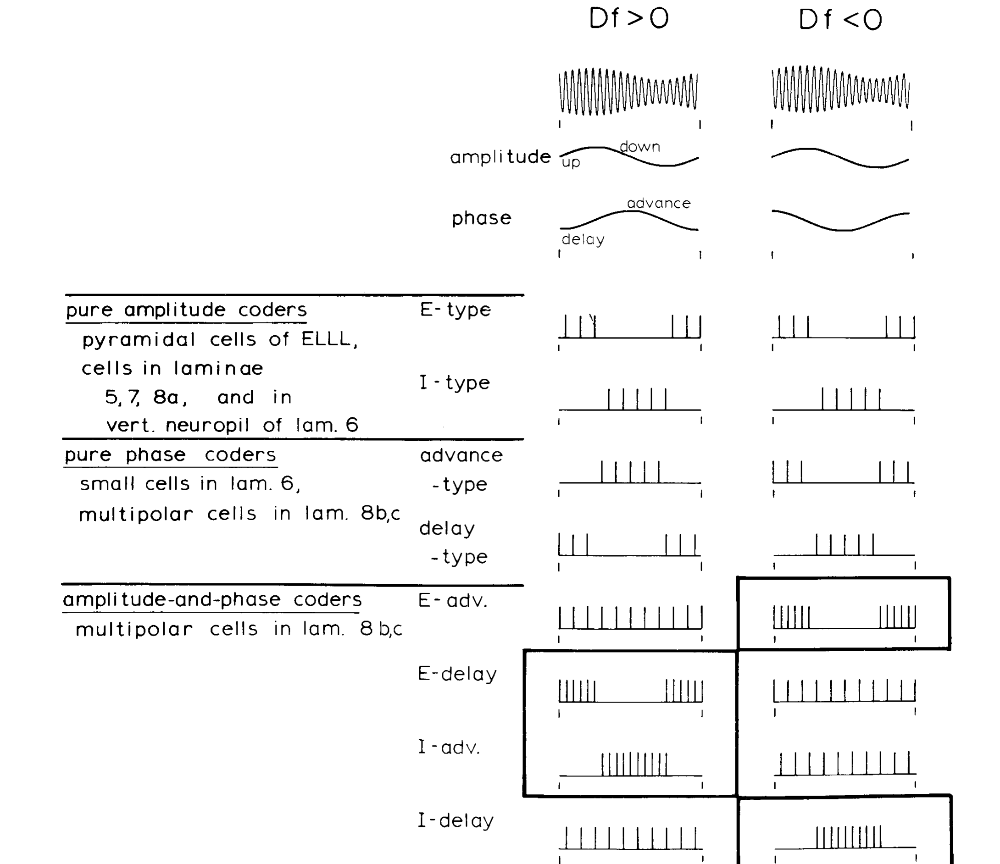 Df>0 Df<0
amplitude up down
phase delay advance
pure amplitude coders E-type
pyramidal cells of ELLL,
cells in laminae
I-type
5,7, 8a, and in
vert. neuropil of lam. 6
pure phase coders advance
small cells in lam. 6, -type
multipolar cells in lam. 8b,c
delay
-type
amplitude-and-phase coders E-adv.
multipolar cells in lam. 8b,c
E-delay
I-adv.
I-delay